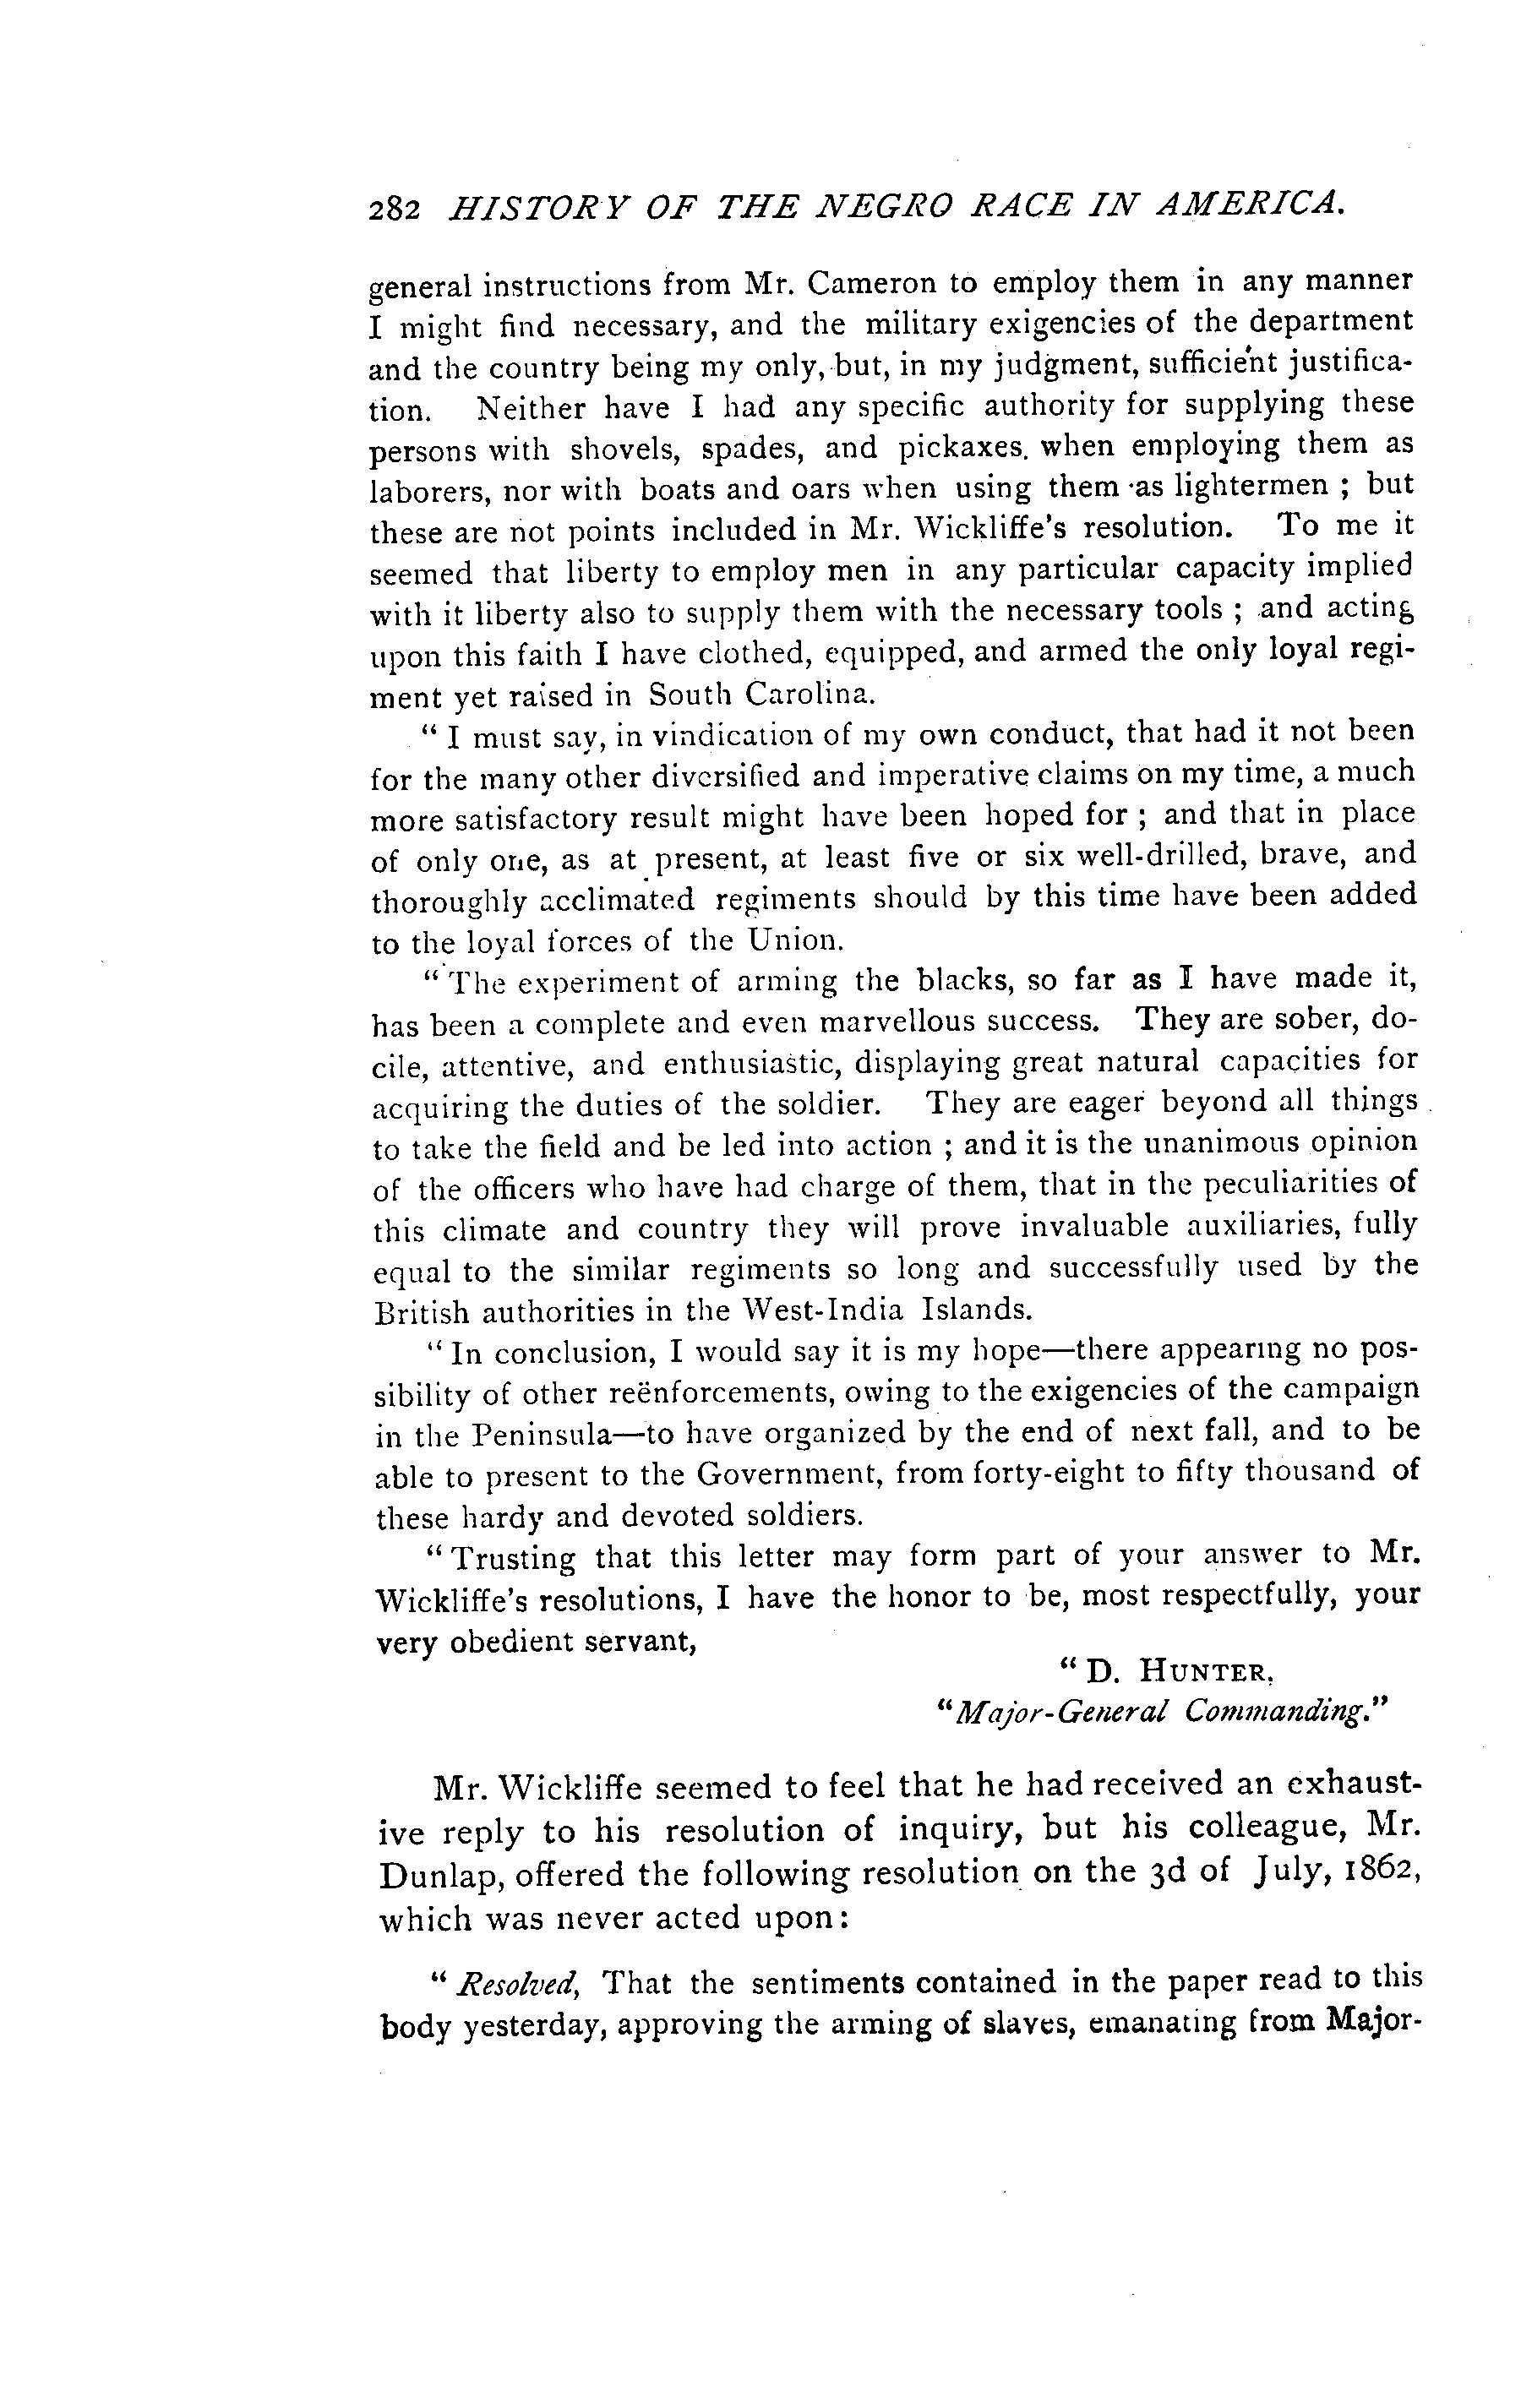 282 HISTORY OF THE NEGRO RACE IN AMERICA.
general instructions from Mr. Cameron to employ them in any manner
I might find necessary, and the military exigencies of the department
and the country being my only, but, in my judgment, sufficient justifica-
tion. Neither have I had any specific authority for supplying these
persons with shovels, spades, and pickaxes. when employing them as
laborers, nor with boats and oars when using them as lightermen ; but
these are not points included in Mr. Wickliffe's resolution. To me it
seemed that liberty to employ men in any particular capacity implied
with it liberty also to supply them with the necessary tools ; and acting
upon this faith I have clothed, equipped, and armed the only loyal regi-
ment yet raised in South Carolina.
" I must say, in vindication of my own conduct, that had it not been
for the many other diversified and imperative claims on my time, a much
more satisfactory result might have been hoped for ; and that in place
of only one, as at present, at least five or six well-drilled, brave, and
thoroughly acclimated regiments should by this time have been added
to the loyal forces of the Union.
" The experiment of arming the blacks, so far as I have made it,
has been a complete and even marvellous success. They are sober, do-
cile, attentive, and enthusiastic, displaying great natural capacities for
acquiring the duties of the soldier. They are eager beyond all things
to take the field and be led into action ; and it is the unanimous opinion
of the officers who have had charge of them, that in the peculiarities of
this climate and country they will prove invaluable auxiliaries, fully
equal to the similar regiments so long and successfully used by the
British authorities in the West-India Islands.
" In conclusion, I would say it is my hope—there appearing no pos-
sibility of other reënforcements, owing to the exigencies of the campaign
in the Peninsula—to have organized by the end of next fall, and to be
able to present to the Government, from forty-eight to fifty thousand of
these hardy and devoted soldiers.
" Trusting that this letter may form part of your answer to Mr.
Wickliffe's resolutions, I have the honor to be, most respectfully, your
very obedient servant,
" D. HUNTER,
" Major-General Commanding."
Mr. Wickliffe seemed to feel that he had received an exhaust-
ive reply to his resolution of inquiry, but his colleague, Mr.
Dunlap, offered the following resolution on the 3d of July, 1862,
which was never acted upon:
" Resolved, That the sentiments contained in the paper read to this
body yesterday, approving the arming of slaves, emanating from Major-